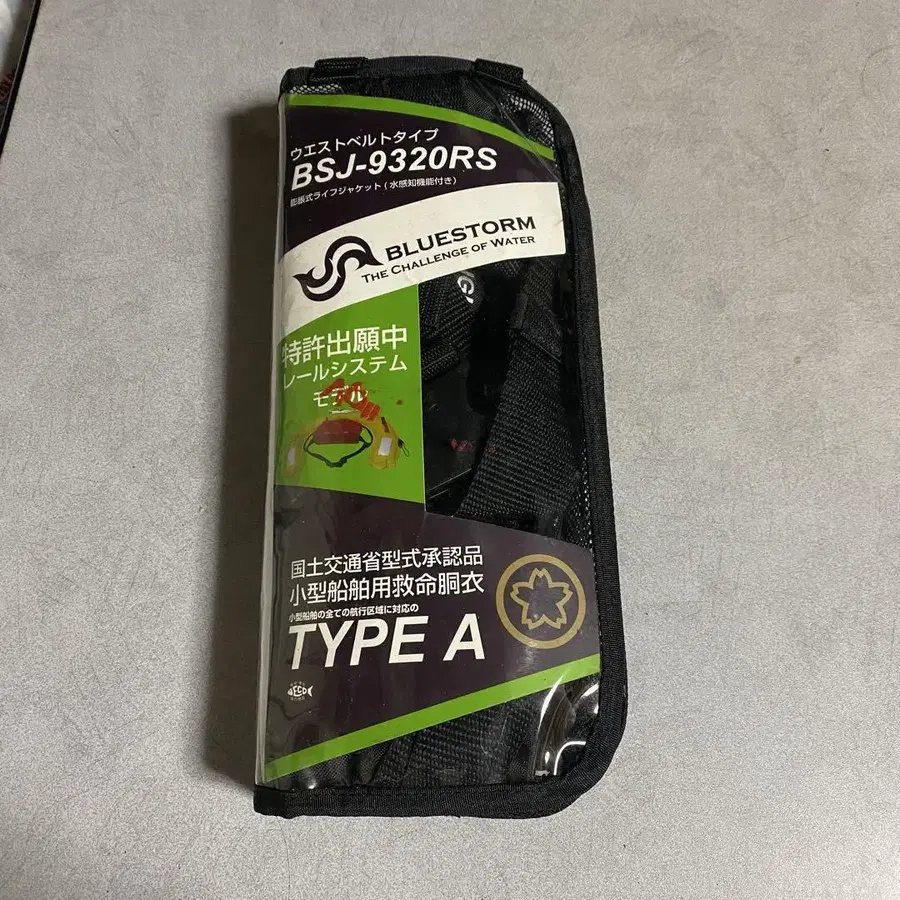 ウエストベルトタイプ
BSJ-9320RS
膨脹式ライフジャケット(水感知機能付き)
BLUESTORM
THE CHALLENGE OF WATER
特許出願中
レールシステム
モデル
国土交通省型式承認品
小型船舶用救命胴衣
小型船舶の全ての航行区域に対応の
TYPE A
ECO